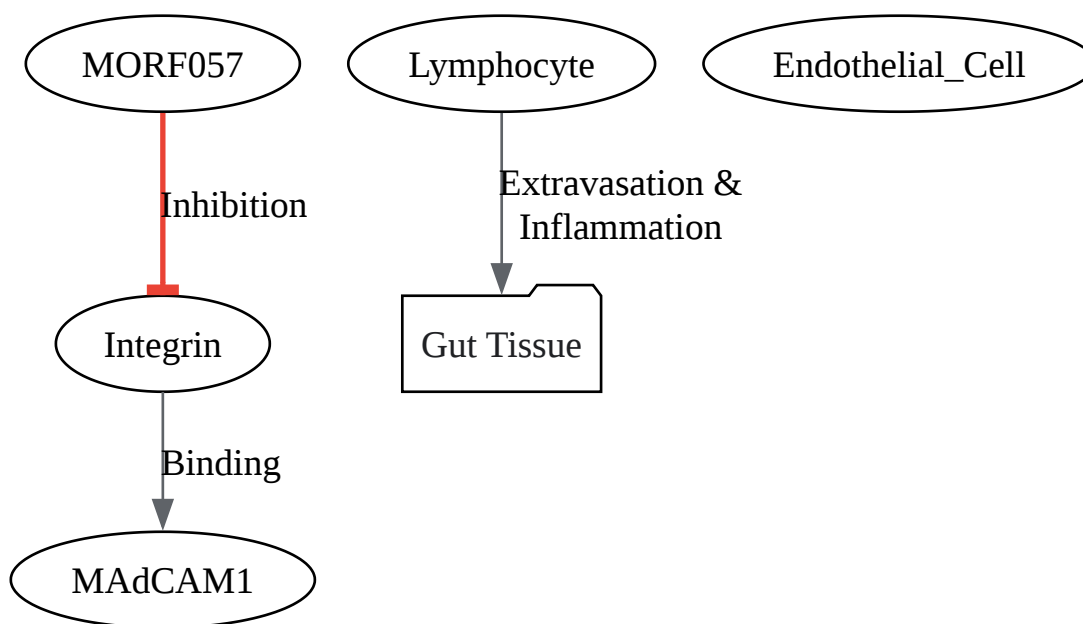 MORF057
Lymphocyte
Endothelial_Cell
Extravasation &
Inflammation
Inhibition
Integrin
Gut Tissue
Binding
MAdCAM1